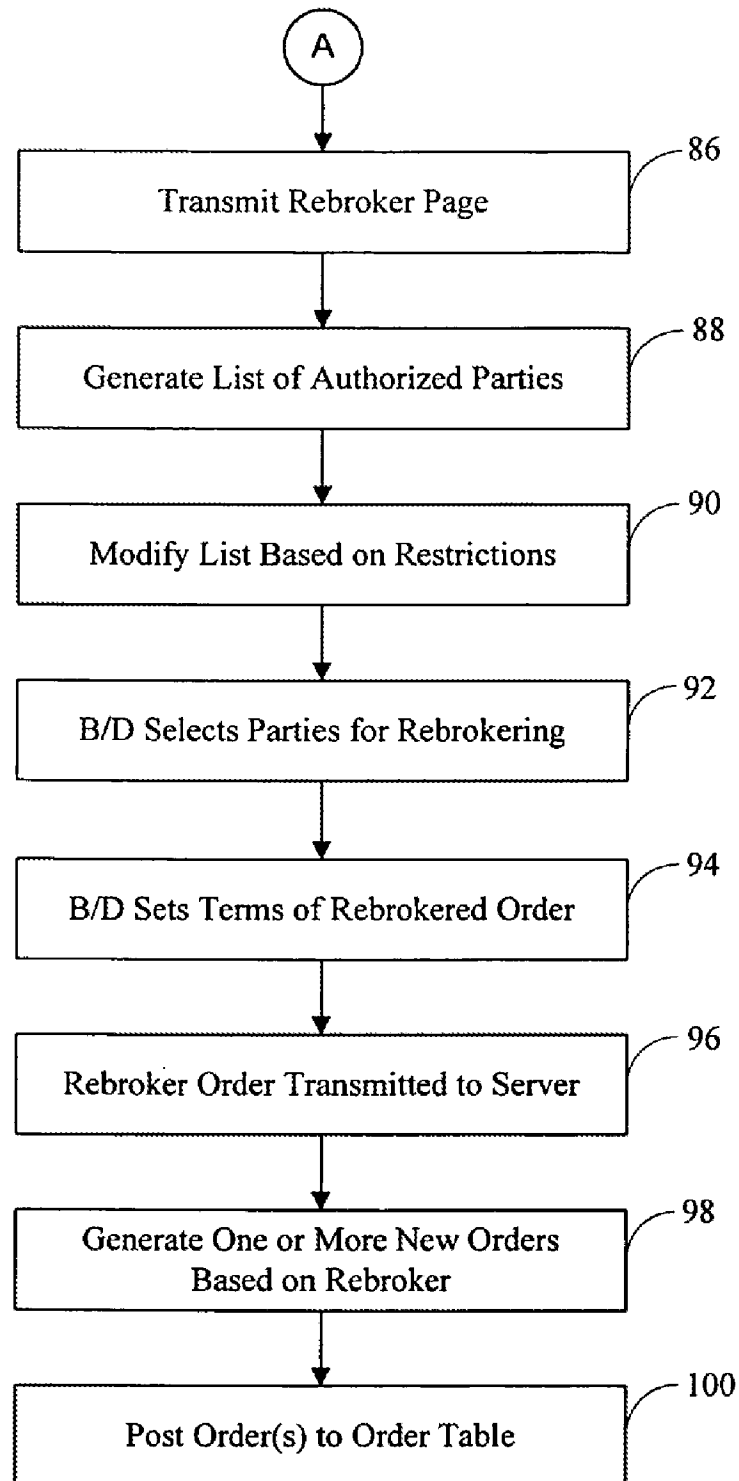 A
86
Transmit Rebroker Page
88
Generate List of Authorized Parties
90
Modify List Based on Restrictions
92
B/D Selects Parties for Rebrokering
94
B/D Sets Terms of Rebrokered Order
96
Rebroker Order Transmitted to Server
98
Generate One or More New Orders
Based on Rebroker
100
Post Order(s) to Order Table